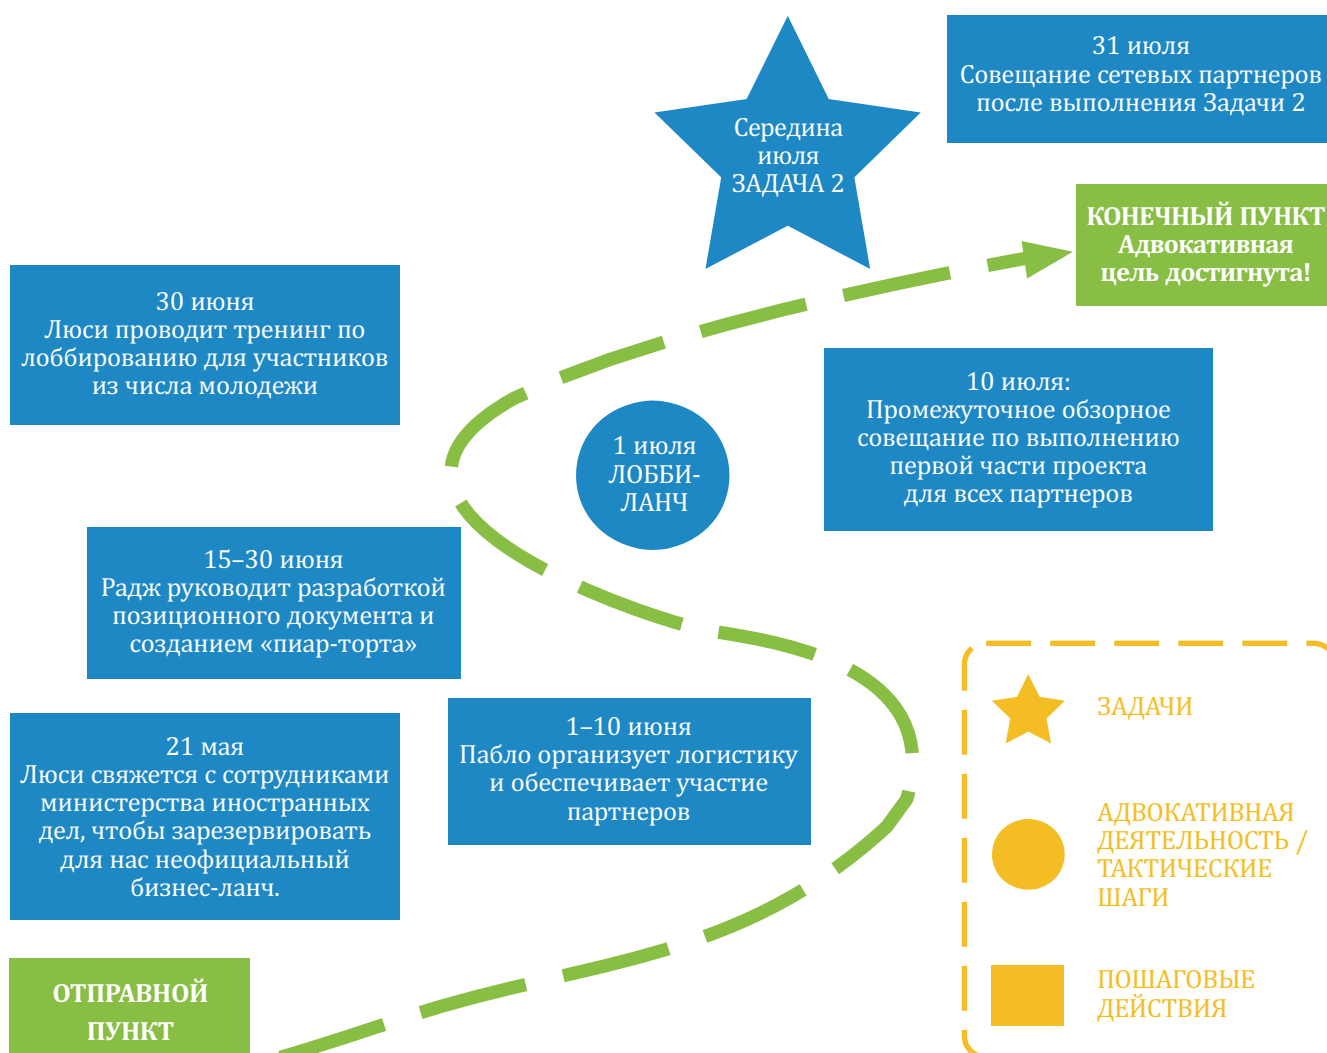 31 июля
Совещание сетевых партнеров
после выполнения Задачи 2
Середина
июля
ЗАДАЧА 2
КОНЕЧНЫЙ ПУНКТ
Адвокативная
цель достигнута!
30 июня
Люси проводит тренинг по
лоббированию для участников
из числа молодежи
10 июля:
Промежуточное обзорное
совещание по выполнению
первой части проекта
для всех партнеров
1 июля
ЛОББИ-
ЛАНЧ
15–30 июня
Радж руководит разработкой
позиционного документа и
созданием «пиар-торта»
21 мая
Люси свяжется с сотрудниками
министерства иностранных
дел, чтобы зарезервировать
для нас неофициальный
бизнес-ланч.
1–10 июня
Пабло организует логистику
и обеспечивает участие
партнеров
ОТПРАВНОЙ
ПУНКТ
ЗАДАЧИ
АДВОКАТИВНАЯ
ДЕЯТЕЛЬНОСТЬ /
ТАКТИЧЕСКИЕ
ШАГИ
ПОШАГОВЫЕ
ДЕЙСТВИЯ